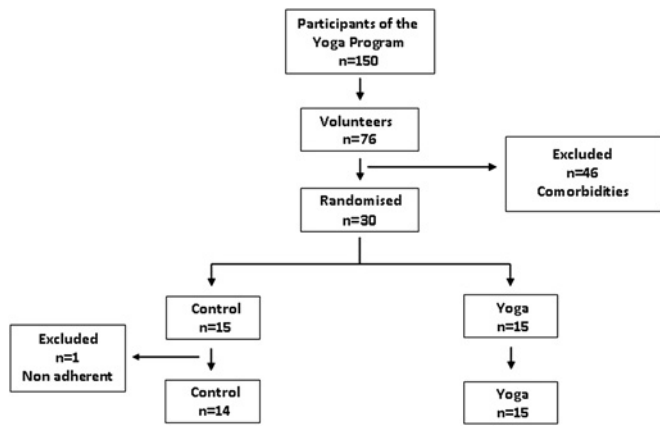 Participants of the
Yoga Program
n=150
Volunteers
n=76
Excluded
n=46
Comorbidities
Randomised
n=30
Control
n=15
Yoga
n=15
Excluded
n=1
Non adherent
Control
n=14
Yoga
n=15